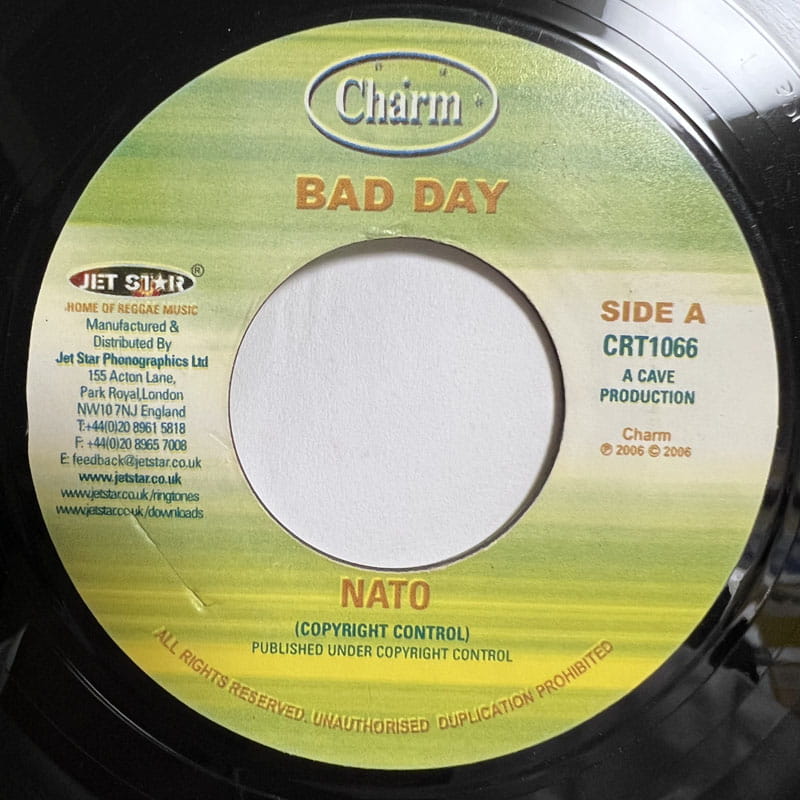 Charm
BAD DAY
JET STAR®
HOME OF REGGAE MUSIC
Manufactured &
Distributed By
Jet Star Phonographics Ltd
155 Acton Lane,
Park Royal,London
NW10 7NJ England
T:+44(0)20 8961 5818
F: +44(0)20 8965 7008
E: feedback@jetstar.co.uk
www.jetstar.co.uk
www.jetstar.co.uk/ringtones
www.jetstar.co.uk/downloads
SIDE A
CRT1066
A CAVE
PRODUCTION
Charm
℗ 2006 © 2006
NATO
(COPYRIGHT CONTROL)
PUBLISHED UNDER COPYRIGHT CONTROL
ALL RIGHTS RESERVED. UNAUTHORISED DUPLICATION PROHIBITED